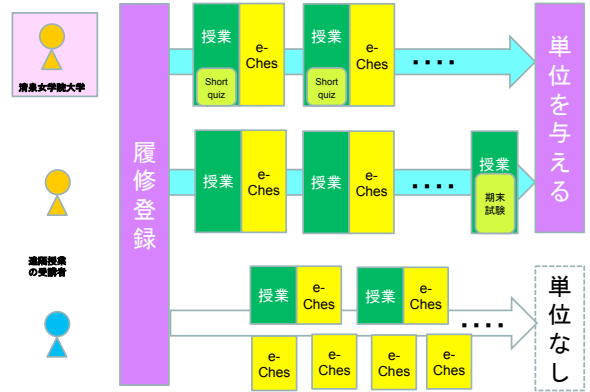 清泉女学院大学
遠隔授業
の受講者
履修登録
授業
Short
quiz
e-
Ches
授業
Short
quiz
e-
Ches
・・・・
単位を与える
授業
e-
Ches
授業
e-
Ches
・・・・
授業
期末
試験
授業
e-
Ches
授業
e-
Ches
・・・・
e-
Ches
e-
Ches
e-
Ches
e-
Ches
単位なし